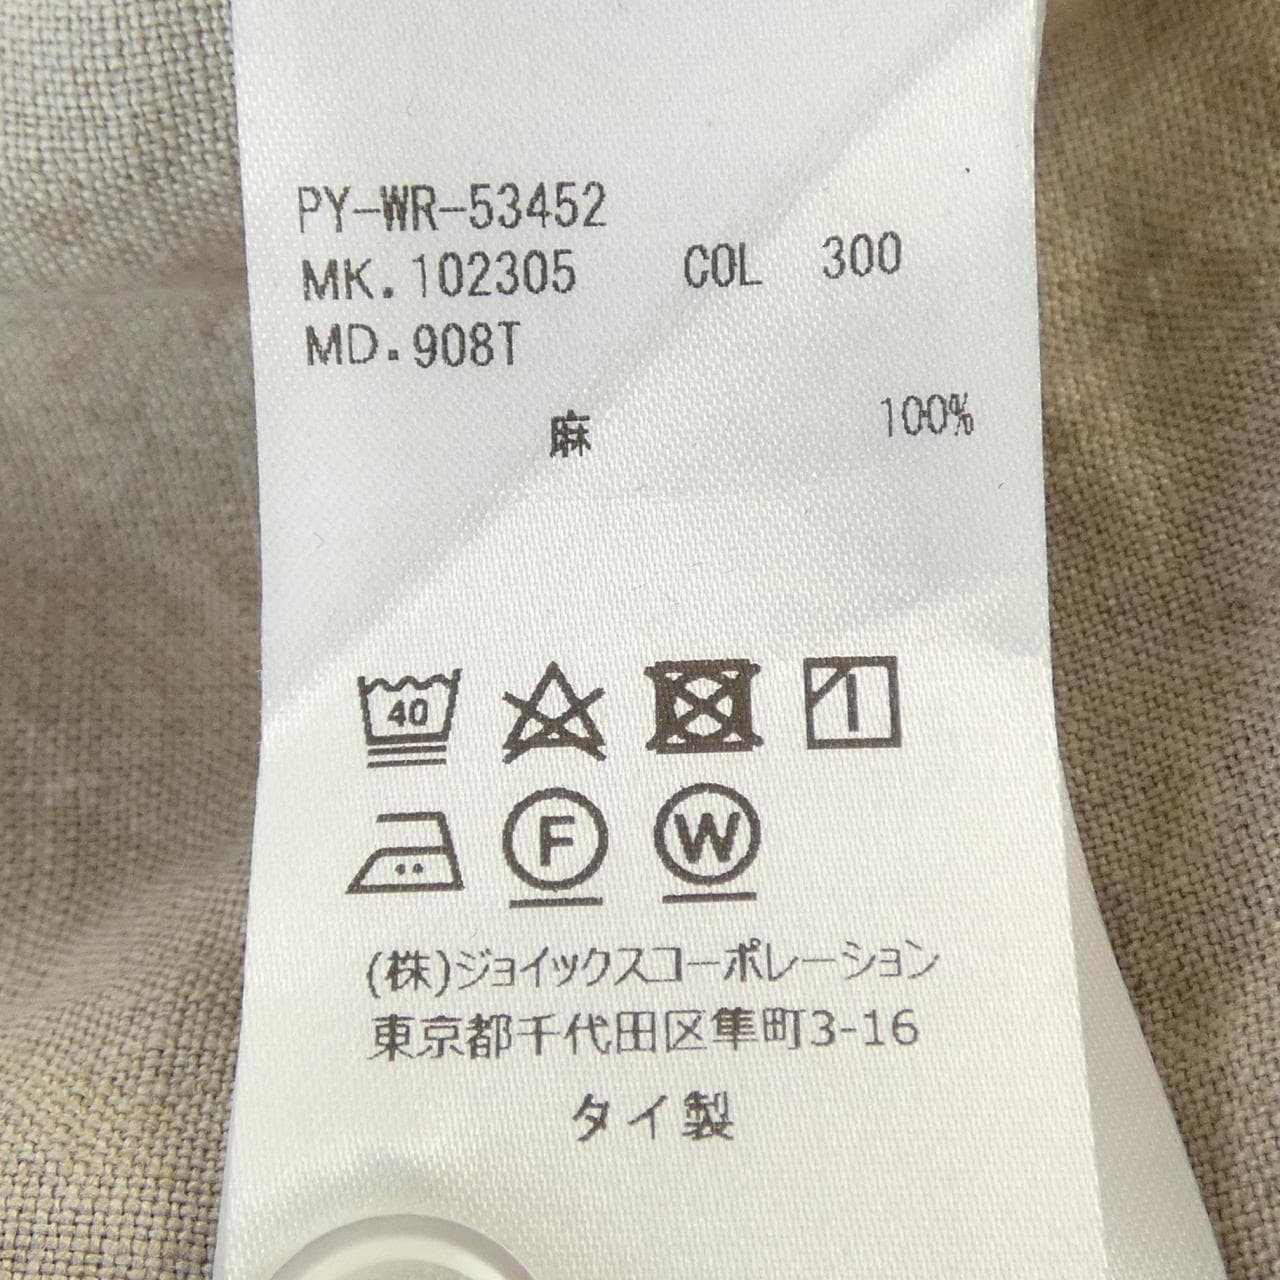 PY-WR-53452
MK.102305 COL 300
MD.908T
麻 100%
40
F W
(株)ジョイックスコーポレーション
東京都千代田区隼町3-16
タイ製